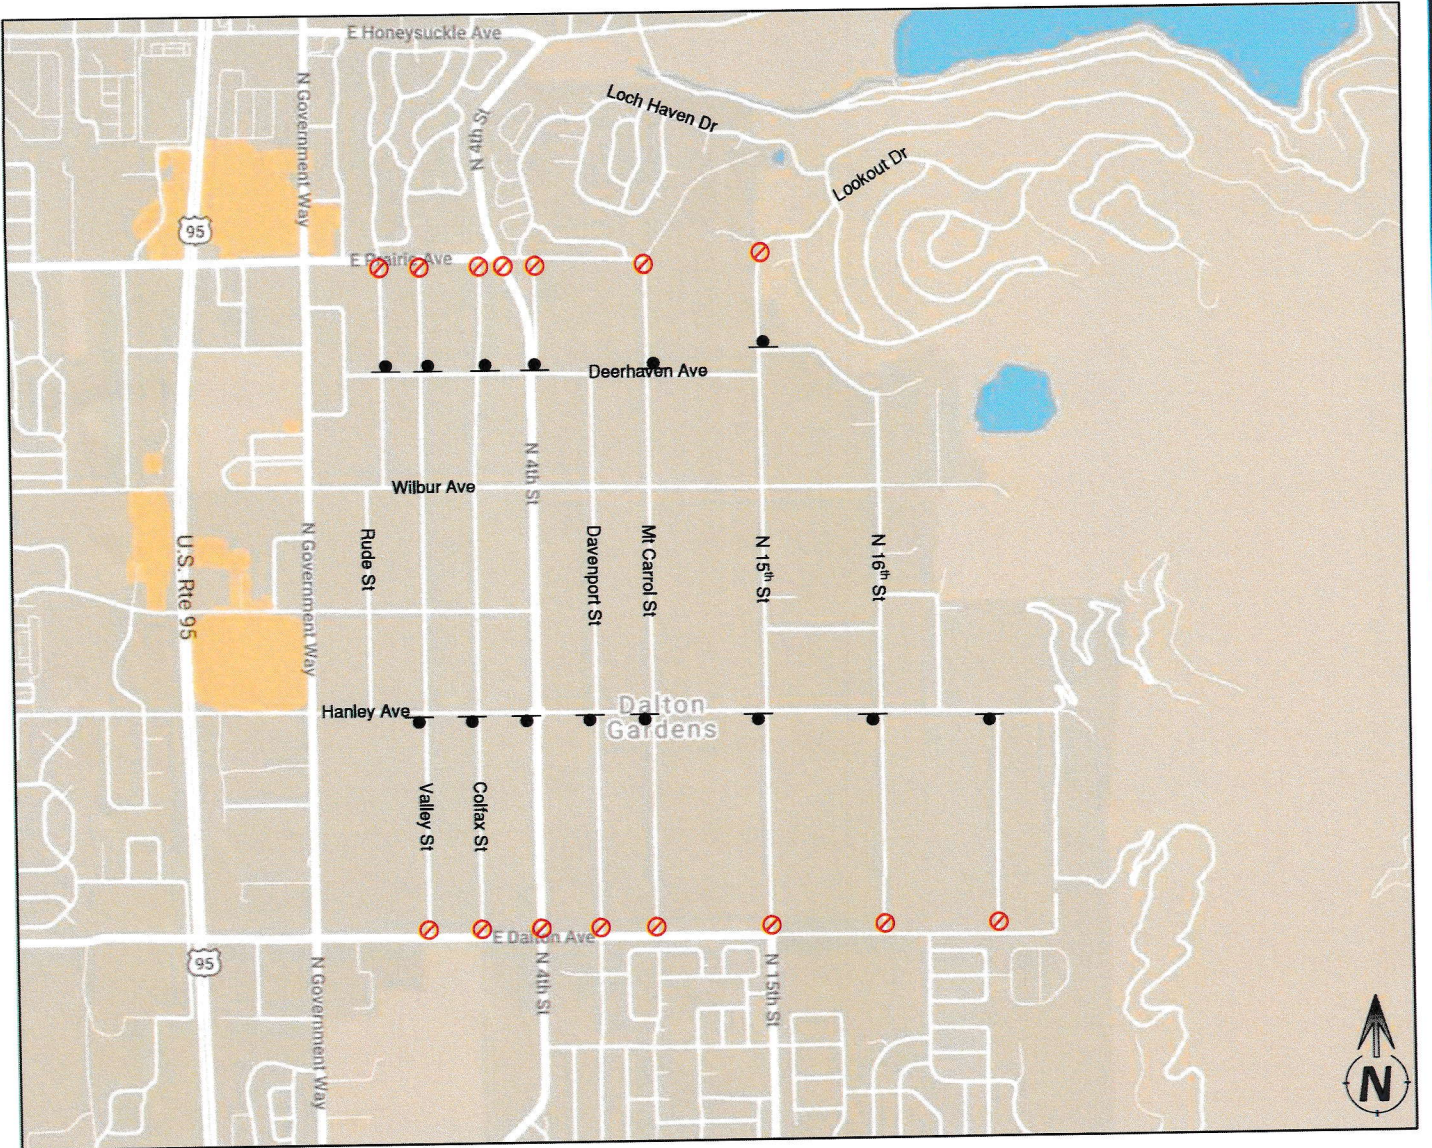 E Honeysuckle Ave
N Government Way
N 4th St
Loch Haven Dr
Lookout Dr
95
E Prairie Ave
Deerhaven Ave
N 4th St
Wilbur Ave
U.S. Rte 95
N Government Way
Rude St
Davenport St
Mt Carrol St
N 15th St
N 16th St
Hanley Ave
Dalton
Gardens
Valley St
Colfax St
E Dalton Ave
95
N Government Way
N 4th St
N 15th St
N